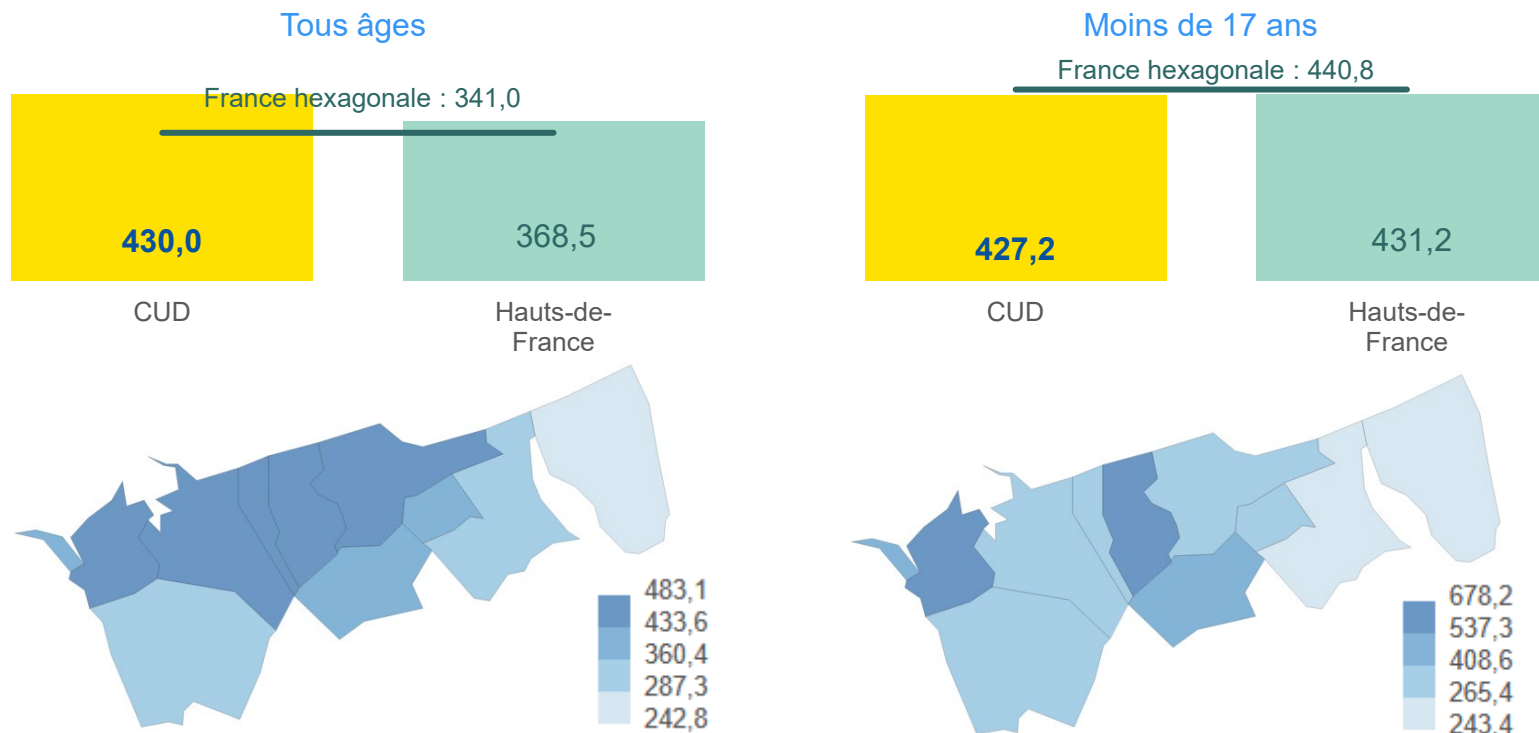 Tous âges
France hexagonale : 341,0
430,0
368,5
CUD
Hauts-de-
France
483,1
433,6
360,4
287,3
242,8
Moins de 17 ans
France hexagonale : 440,8
427,2
431,2
CUD
Hauts-de-
France
678,2
537,3
408,6
265,4
243,4